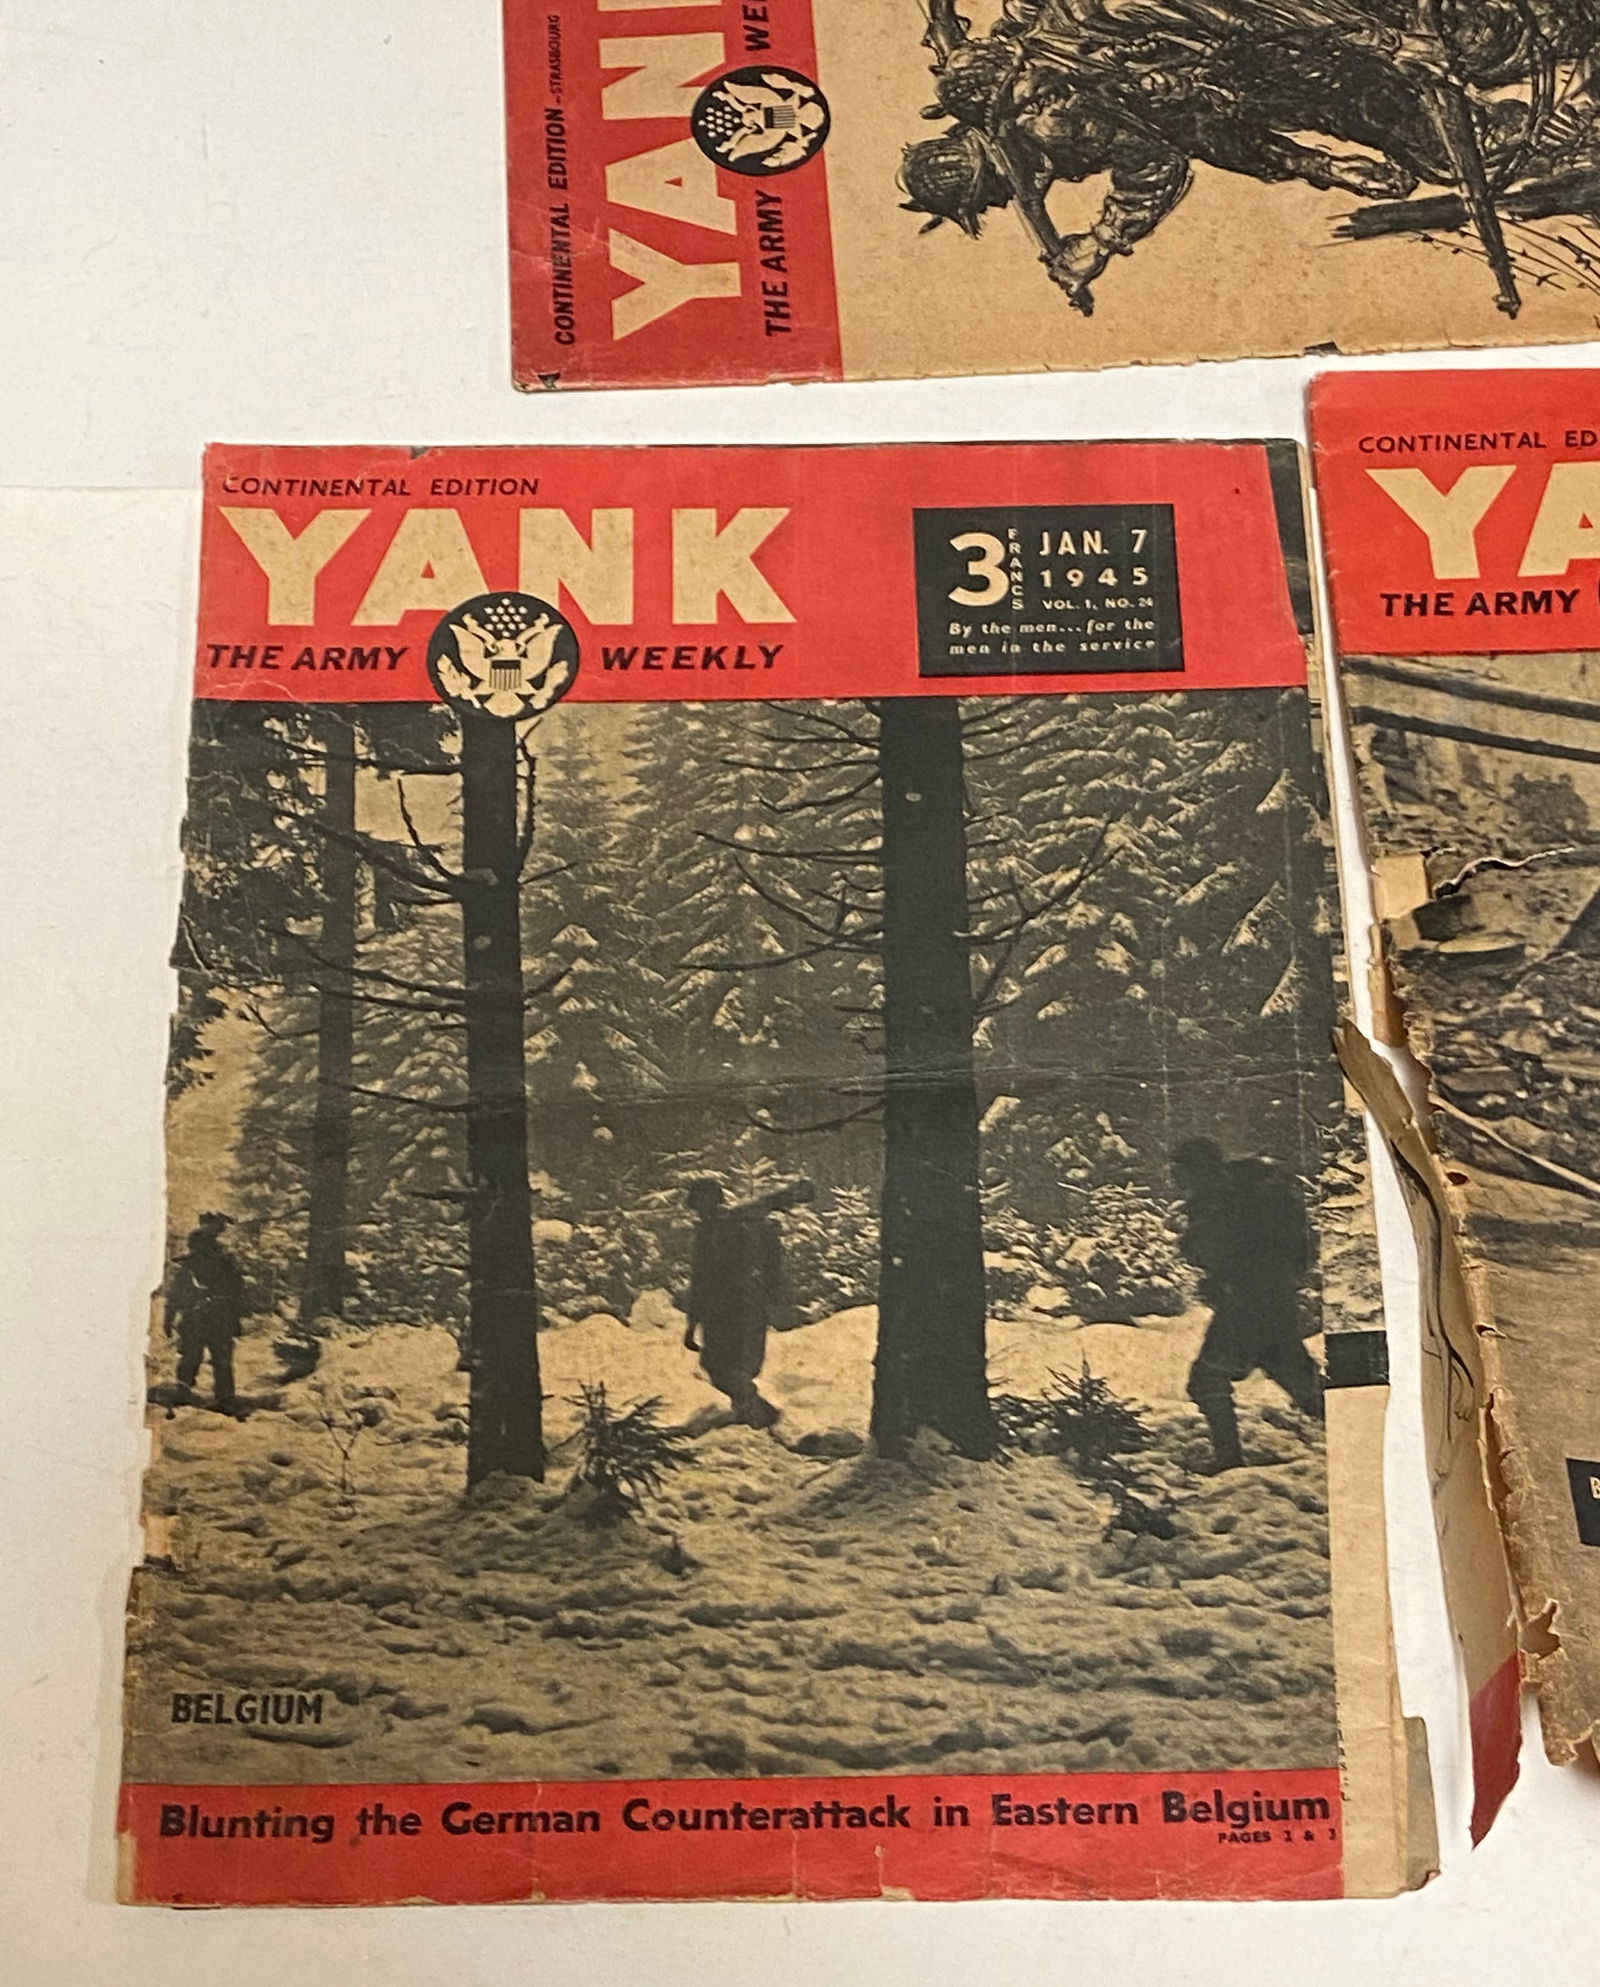 CONTINENTAL EDITION - STRASBOURG
YAN
THE ARMY
CONTINENTAL EDITION
YANK
THE ARMY WEEKLY
3 FRANCS
JAN. 7
1945
VOL. 1, NO. 24
By the men...for the
men in the service
BELGIUM
Blunting the German Counterattack in Eastern Belgium
CONTINENTAL ED
YA
THE ARMY